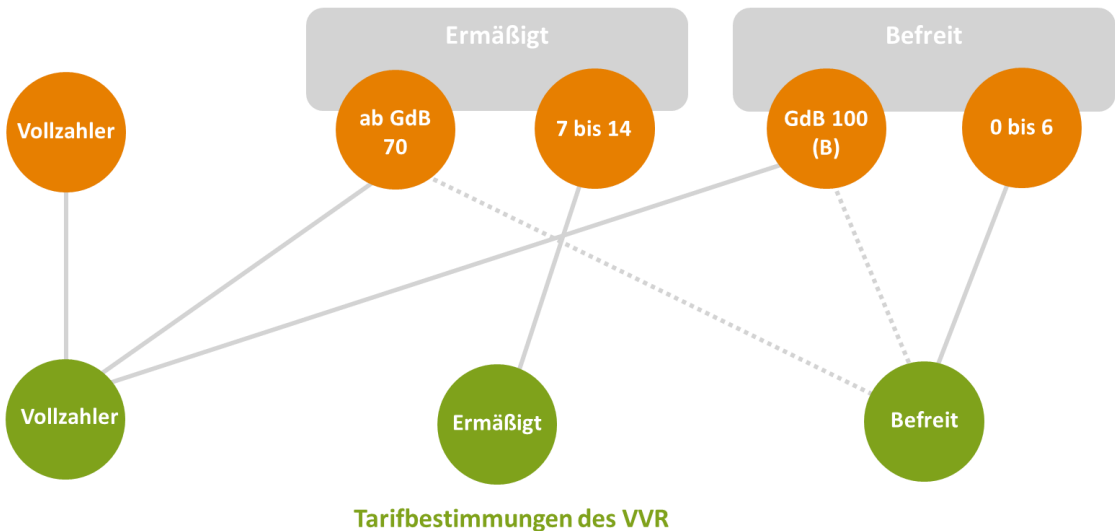 Ermäßigt
Befreit
Vollzahler
ab GdB
70
7 bis 14
GdB 100
(B)
0 bis 6
Vollzahler
Ermäßigt
Befreit
Tarifbestimmungen des VVR